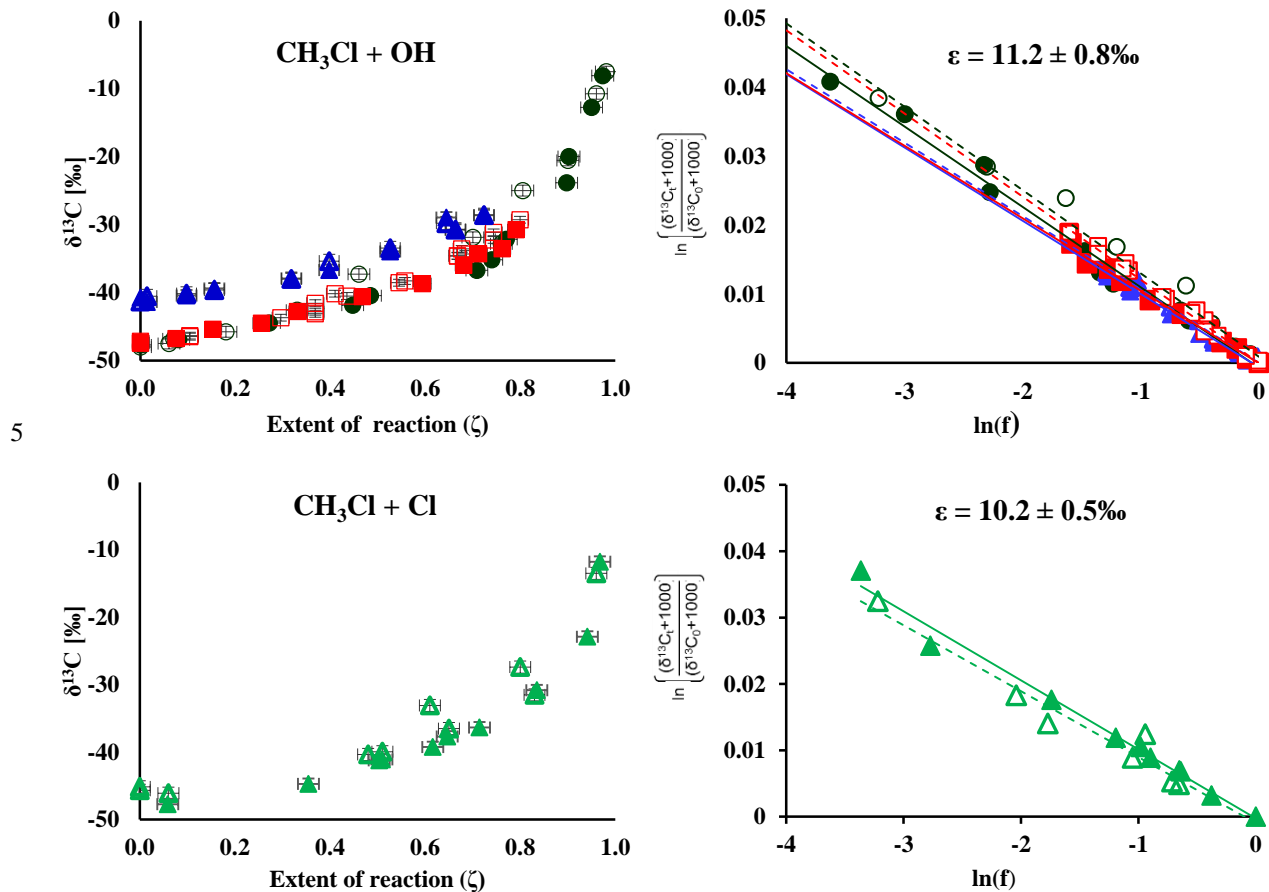 CH₃Cl + OH
δ¹³C [‰]
0
-10
-20
-30
-40
-50
0.0 0.2 0.4 0.6 0.8 1.0
Extent of reaction (ζ)
ε = 11.2 ± 0.8‰
ln [(δ¹³Cₜ+1000) / (δ¹³C₀+1000)]
0.05
0.04
0.03
0.02
0.01
0
-4 -3 -2 -1 0
ln(f)
5
CH₃Cl + Cl
δ¹³C [‰]
0
-10
-20
-30
-40
-50
0.0 0.2 0.4 0.6 0.8 1.0
Extent of reaction (ζ)
ε = 10.2 ± 0.5‰
ln [(δ¹³Cₜ+1000) / (δ¹³C₀+1000)]
0.05
0.04
0.03
0.02
0.01
0
-4 -3 -2 -1 0
ln(f)